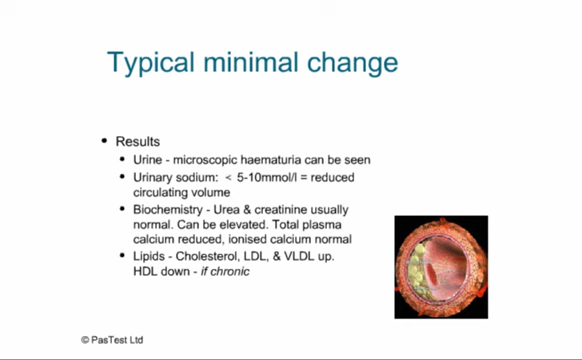 Typical minimal change
• Results
• Urine - microscopic haematuria can be seen
• Urinary sodium: < 5-10mmol/l = reduced
circulating volume
• Biochemistry - Urea & creatinine usually
normal. Can be elevated. Total plasma
calcium reduced, ionised calcium normal
• Lipids - Cholesterol, LDL, & VLDL up.
HDL down - if chronic
© PasTest Ltd